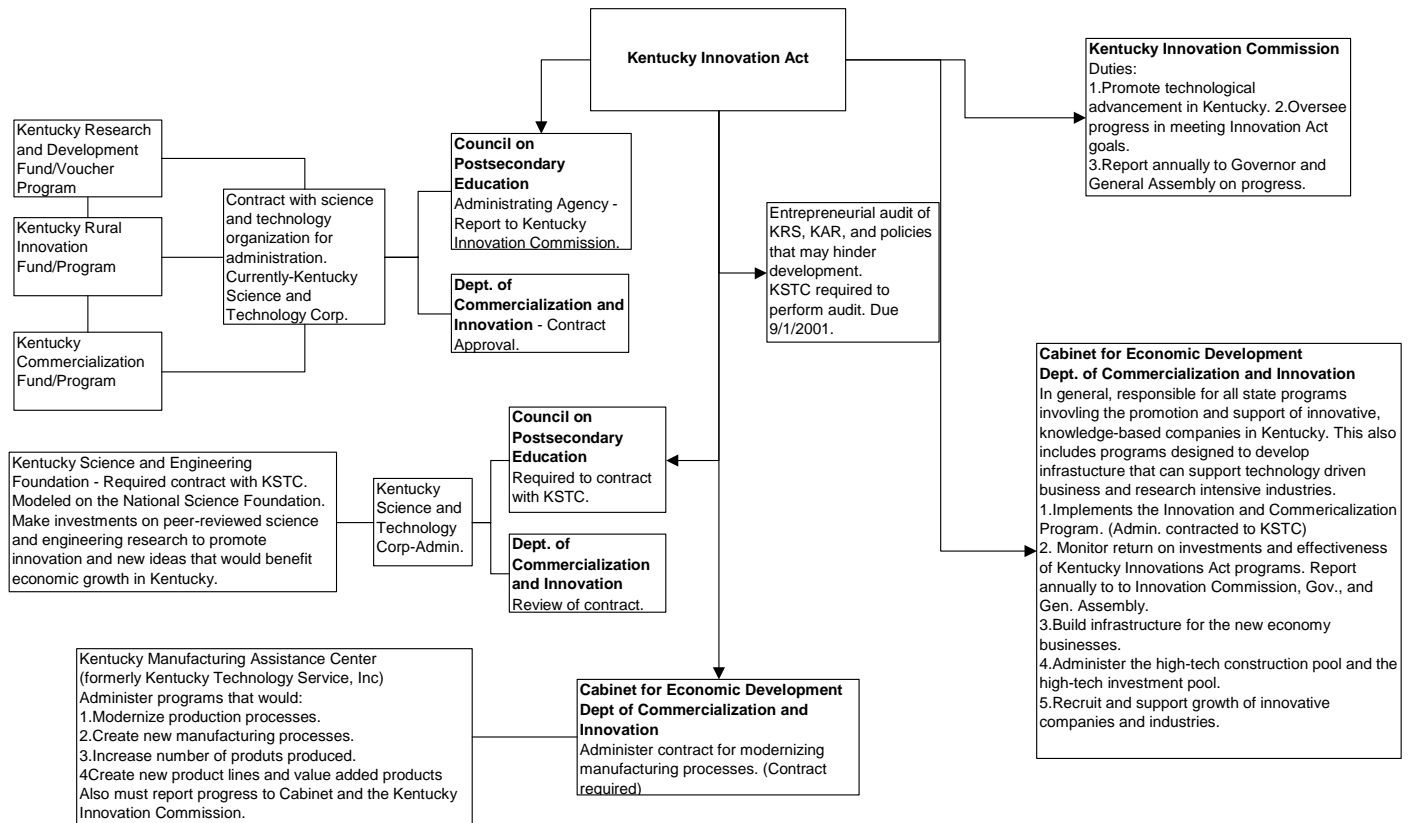 Kentucky Innovation Act
Kentucky Innovation Commission
Duties:
1.Promote technological
advancement in Kentucky. 2.Oversee
progress in meeting Innovation Act
goals.
3.Report annually to Governor and
General Assembly on progress.
Kentucky Research
and Development
Fund/Voucher
Program
Kentucky Rural
Innovation
Fund/Program
Kentucky
Commercialization
Fund/Program
Contract with science
and technology
organization for
administration.
Currently-Kentucky
Science and
Technology Corp.
Council on
Postsecondary
Education
Administrating Agency -
Report to Kentucky
Innovation Commission.
Dept. of
Commercialization and
Innovation - Contract
Approval.
Entrepreneurial audit of
KRS, KAR, and policies
that may hinder
development.
KSTC required to
perform audit. Due
9/1/2001.
Cabinet for Economic Development
Dept. of Commercialization and Innovation
In general, responsible for all state programs
invovling the promotion and support of innovative,
knowledge-based companies in Kentucky. This also
includes programs designed to develop
infrastucture that can support technology driven
business and research intensive industries.
1.Implements the Innovation and Commericalization
Program. (Admin. contracted to KSTC)
2. Monitor return on investments and effectiveness
of Kentucky Innovations Act programs. Report
annually to to Innovation Commission, Gov., and
Gen. Assembly.
3.Build infrastructure for the new economy
businesses.
4.Administer the high-tech construction pool and the
high-tech investment pool.
5.Recruit and support growth of innovative
companies and industries.
Kentucky Science and Engineering
Foundation - Required contract with KSTC.
Modeled on the National Science Foundation.
Make investments on peer-reviewed science
and engineering research to promote
innovation and new ideas that would benefit
economic growth in Kentucky.
Kentucky
Science and
Technology
Corp-Admin.
Council on
Postsecondary
Education
Required to contract
with KSTC.
Dept. of
Commercialization
and Innovation
Review of contract.
Kentucky Manufacturing Assistance Center
(formerly Kentucky Technology Service, Inc)
Administer programs that would:
1.Modernize production processes.
2.Create new manufacturing processes.
3.Increase number of produts produced.
4Create new product lines and value added products
Also must report progress to Cabinet and the Kentucky
Innovation Commission.
Cabinet for Economic Development
Dept of Commercialization and
Innovation
Administer contract for modernizing
manufacturing processes. (Contract
required)